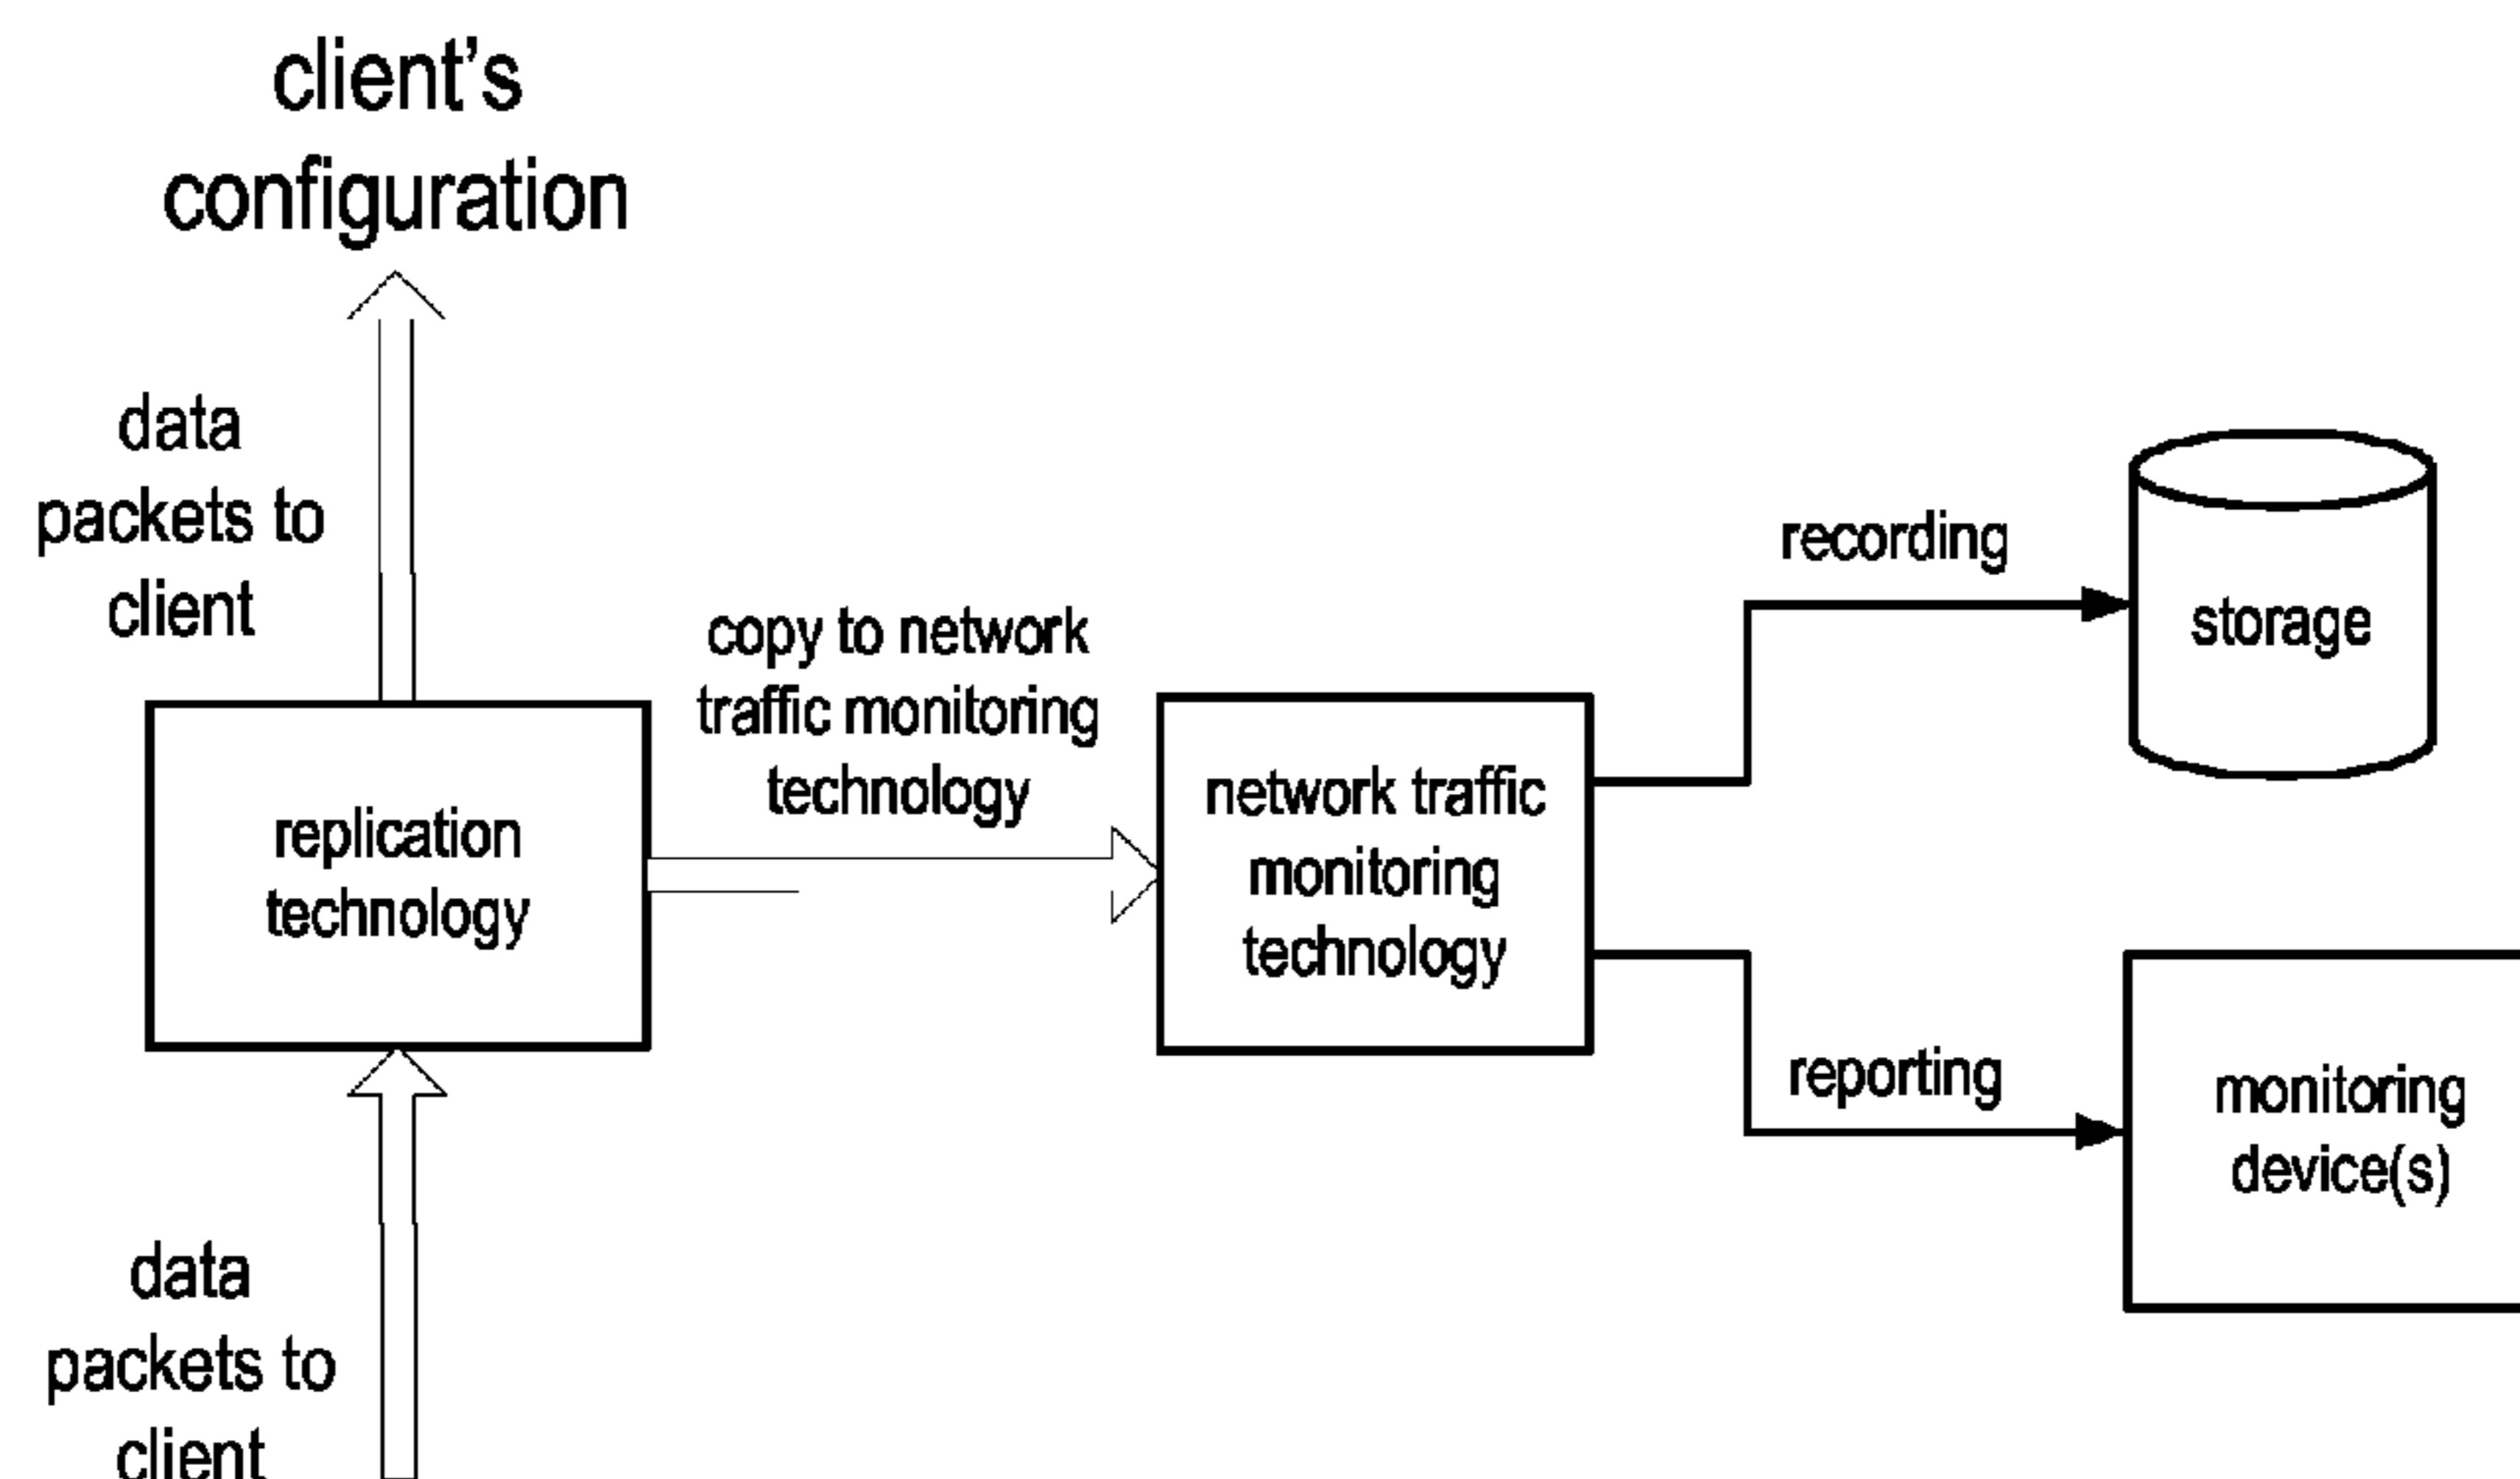 client's
configuration
data
packets to
client
copy to network
traffic monitoring
technology
replication
technology
network traffic
monitoring
technology
recording
storage
reporting
monitoring
device(s)
data
packets to
client